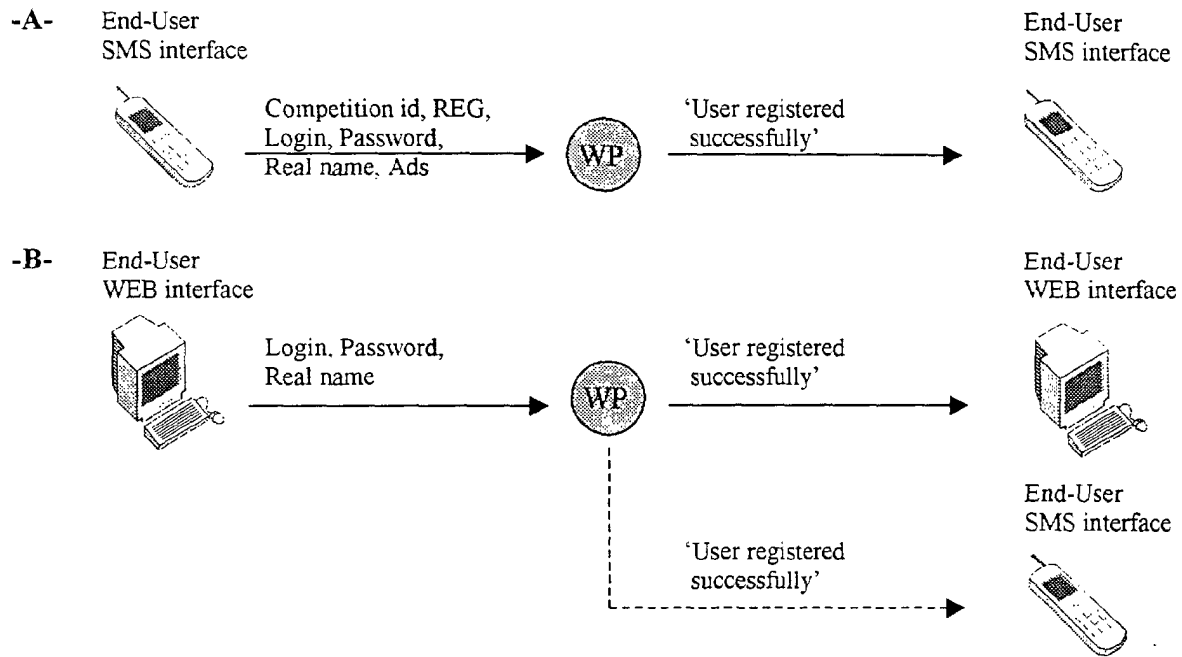 -A-
End-User
SMS interface
Competition id, REG,
Login, Password,
Real name, Ads
WP
'User registered
successfully'
End-User
SMS interface
-B-
End-User
WEB interface
Login, Password,
Real name
WP
'User registered
successfully'
End-User
WEB interface
'User registered
successfully'
End-User
SMS interface